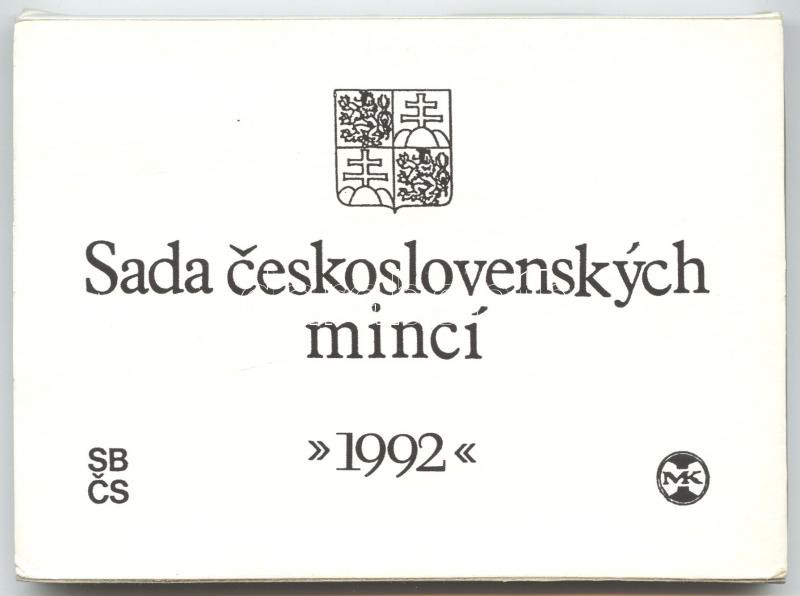 Sada československých
mincí
»1992«
SB
ČS
MK